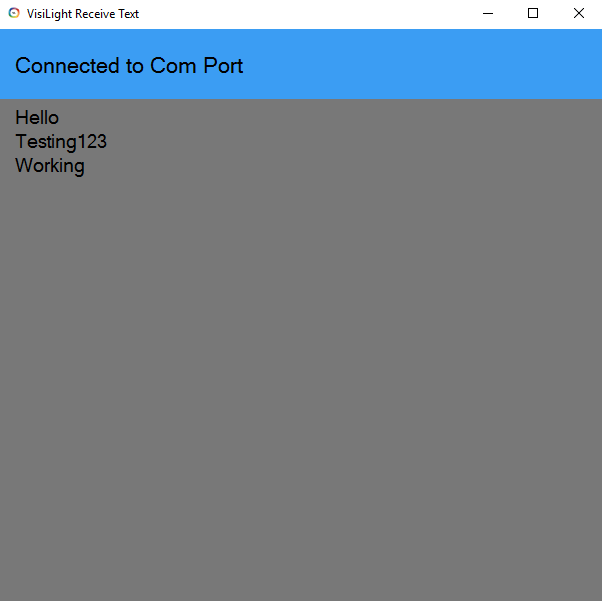 VisiLight Receive Text
Connected to Com Port
Hello
Testing123
Working